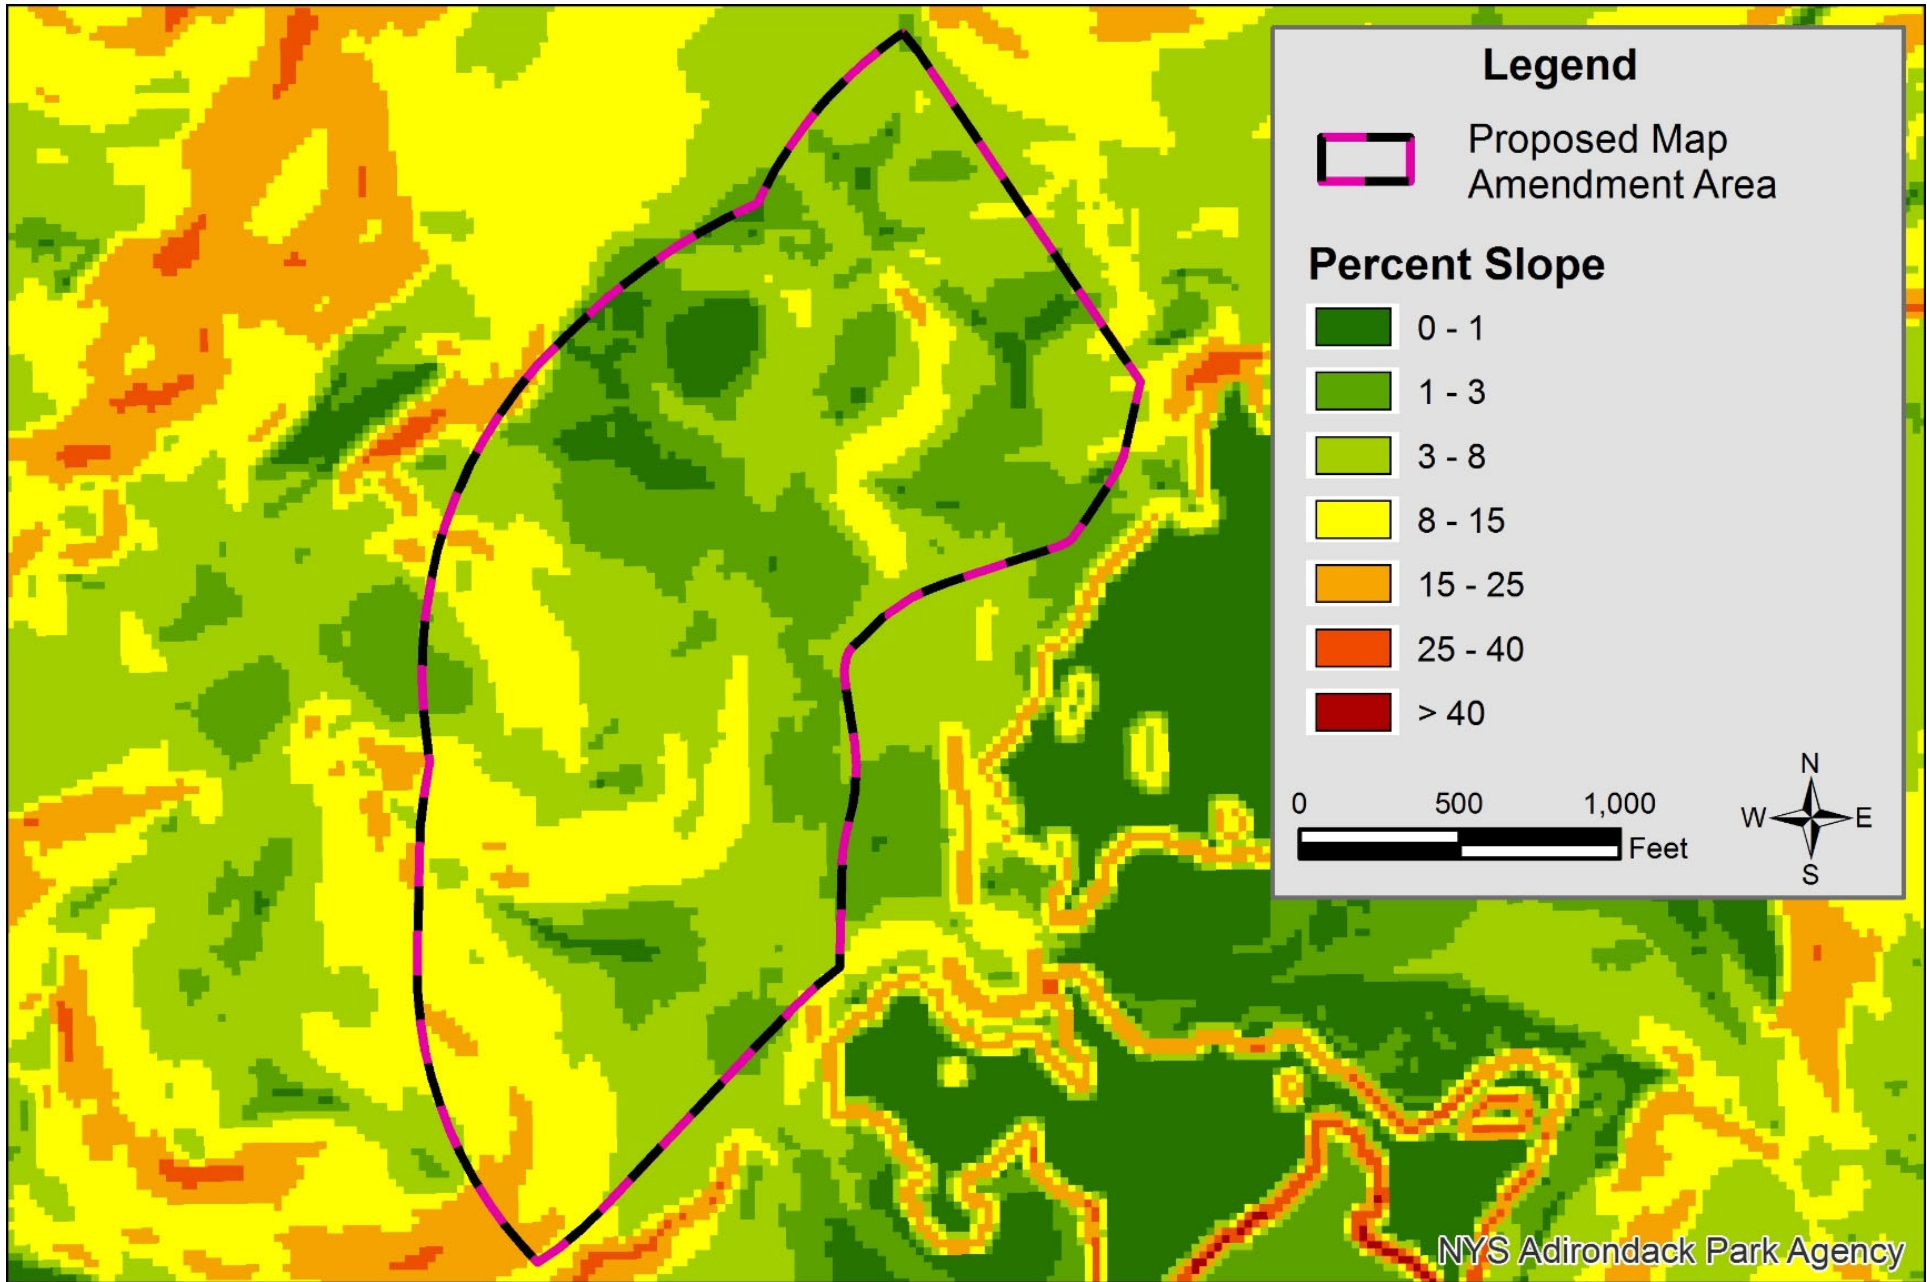 Legend
Proposed Map
Amendment Area
Percent Slope
0 - 1
1 - 3
3 - 8
8 - 15
15 - 25
25 - 40
> 40
N
W E
S
0 500 1,000
Feet
NYS Adirondack Park Agency